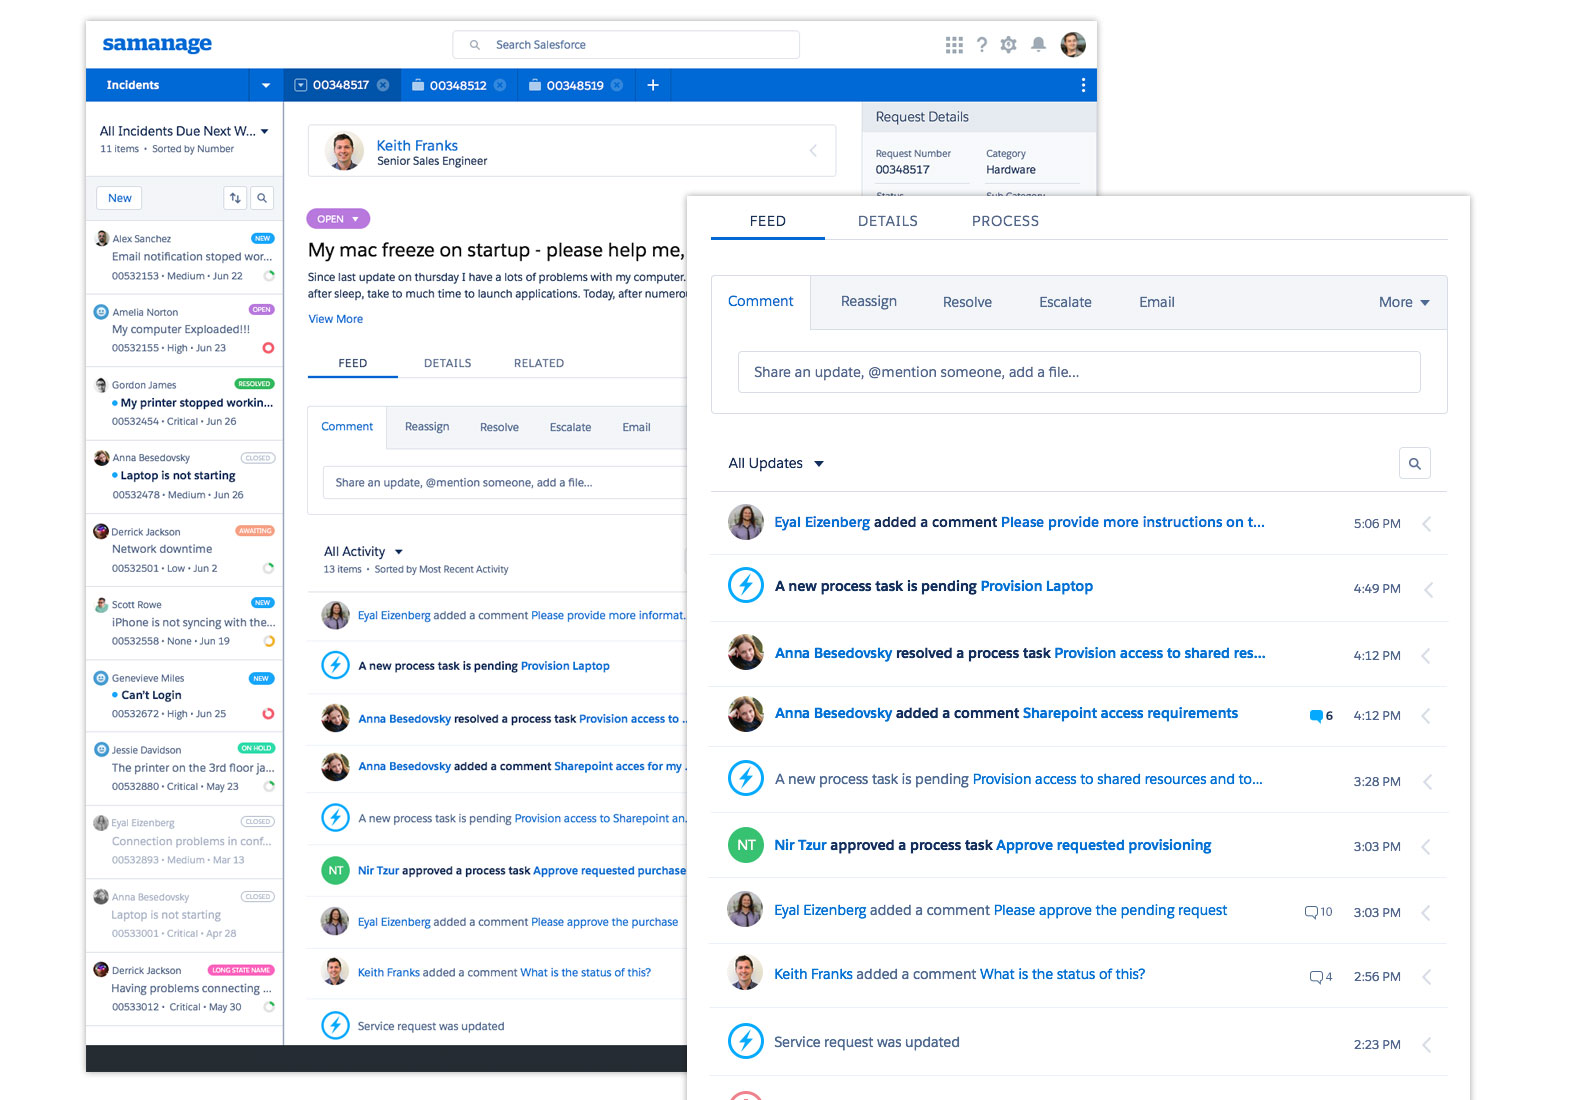 samanage
Search Salesforce
?
Incidents
00348517
00348512
00348519
+
All Incidents Due Next W...
11 items • Sorted by Number
New
Alex Sanchez
NEW
Email notification stoped wor...
00532153 • Medium • Jun 22
Amelia Norton
OPEN
My computer Exploaded!!!
00532155 • High • Jun 23
Gordon James
RESOLVED
My printer stopped workin...
00532454 • Critical • Jun 26
Anna Besedovsky
CLOSED
Laptop is not starting
00532478 • Medium • Jun 26
Derrick Jackson
AWAITING
Network downtime
00532501 • Low • Jun 2
Scott Rowe
NEW
iPhone is not syncing with the...
00532558 • None • Jun 19
Genevieve Miles
NEW
Can't Login
00532672 • High • Jun 25
Jessie Davidson
ON HOLD
The printer on the 3rd floor ja...
00532880 • Critical • May 23
Eyal Eizenberg
CLOSED
Connection problems in conf...
00532893 • Medium • Mar 13
Anna Besedovsky
CLOSED
Laptop is not starting
00533001 • Critical • Apr 28
Derrick Jackson
LONG STATE NAME
Having problems connecting ...
00533012 • Critical • May 30
Keith Franks
Senior Sales Engineer
OPEN
My mac freeze on startup - please help me,
Since last update on thursday I have a lots of problems with my computer.
after sleep, take to much time to launch applications. Today, after numero
View More
FEED
DETAILS
RELATED
Comment
Reassign
Resolve
Escalate
Email
Share an update, @mention someone, add a file...
All Activity
13 items • Sorted by Most Recent Activity
Eyal Eizenberg added a comment Please provide more informat.
A new process task is pending Provision Laptop
Anna Besedovsky resolved a process task Provision access to ..
Anna Besedovsky added a comment Sharepoint acces for my .
A new process task is pending Provision access to Sharepoint an.
NT
Nir Tzur approved a process task Approve requested purchase
Eyal Eizenberg added a comment Please approve the purchase
Keith Franks added a comment What is the status of this?
Service request was updated
Request Details
Request Number
Category
00348517
Hardware
Status
Sub Category
FEED
DETAILS
PROCESS
Comment
Reassign
Resolve
Escalate
Email
More
Share an update, @mention someone, add a file...
All Updates
Eyal Eizenberg added a comment Please provide more instructions on t...
5:06 PM
A new process task is pending Provision Laptop
4:49 PM
Anna Besedovsky resolved a process task Provision access to shared res...
4:12 PM
Anna Besedovsky added a comment Sharepoint access requirements
6
4:12 PM
A new process task is pending Provision access to shared resources and to...
3:28 PM
NT
Nir Tzur approved a process task Approve requested provisioning
3:03 PM
Eyal Eizenberg added a comment Please approve the pending request
10
3:03 PM
Keith Franks added a comment What is the status of this?
4
2:56 PM
Service request was updated
2:23 PM